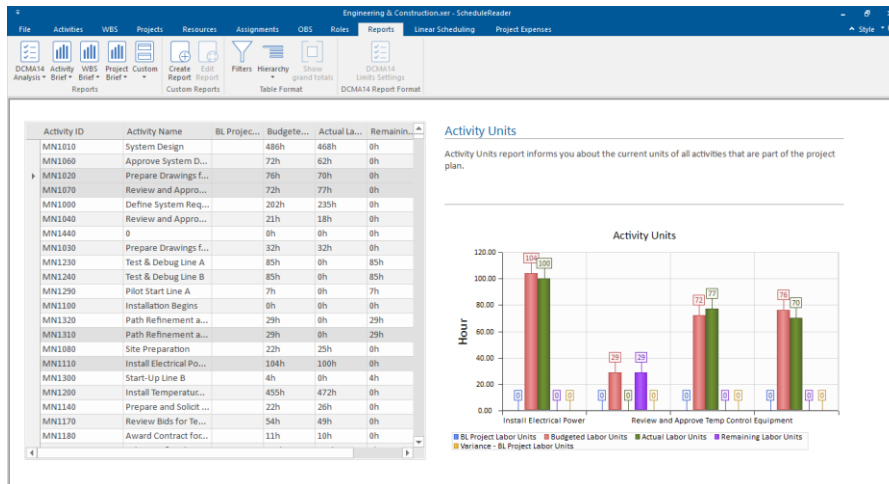 Engineering & Construction.xer - ScheduleReader
File Activities WBS Projects Resources Assignments OBS Roles Reports Linear Scheduling Project Expenses Style
DCMA14 Analysis Activity Brief WBS Brief Project Brief Custom Create Report Edit Report Filters Hierarchy Show grand totals DCMA14 Limits Settings
Reports Custom Reports Table Format DCMA14 Report Format
Activity ID Activity Name BL Projec... Budgete... Actual La... Remainin...
MN1010 System Design 486h 468h 0h
MN1060 Approve System D... 72h 62h 0h
MN1020 Prepare Drawings f... 76h 70h 0h
MN1070 Review and Appro... 72h 77h 0h
MN1000 Define System Req... 202h 235h 0h
MN1040 Review and Appro... 21h 18h 0h
MN1440 0 0h 0h 0h
MN1030 Prepare Drawings f... 32h 32h 0h
MN1230 Test & Debug Line A 85h 0h 85h
MN1240 Test & Debug Line B 85h 0h 85h
MN1290 Pilot Start Line A 7h 0h 7h
MN1100 Installation Begins 0h 0h 0h
MN1320 Path Refinement a... 29h 0h 29h
MN1310 Path Refinement a... 29h 0h 29h
MN1080 Site Preparation 22h 25h 0h
MN1110 Install Electrical Po... 104h 100h 0h
MN1300 Start-Up Line B 4h 0h 4h
MN1200 Install Temperatur... 455h 472h 0h
MN1140 Prepare and Solicit ... 22h 26h 0h
MN1170 Review Bids for Te... 54h 49h 0h
MN1180 Award Contract for... 11h 10h 0h
Activity Units
Activity Units report informs you about the current units of all activities that are part of the project
plan.
Activity Units
Hour
120.00
100.00
80.00
60.00
40.00
20.00
0.00
0 104 100 0 0
0 29 0 29 0
0 72 77 0 0
0 76 70 0 0
Install Electrical Power Review and Approve Temp Control Equipment
BL Project Labor Units Budgeted Labor Units Actual Labor Units Remaining Labor Units
Variance - BL Project Labor Units